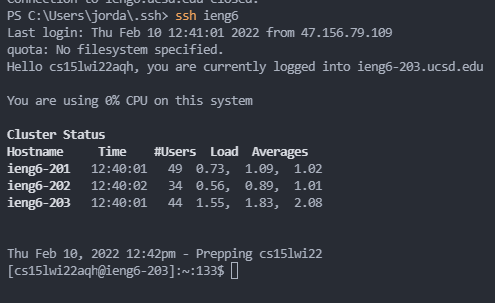 Connection to ieng6.ucsd.edu closed.
PS C:\Users\jorda\.ssh> ssh ieng6
Last login: Thu Feb 10 12:41:01 2022 from 47.156.79.109
quota: No filesystem specified.
Hello cs15lwi22aqh, you are currently logged into ieng6-203.ucsd.edu
You are using 0% CPU on this system
Cluster Status
Hostname Time #Users Load Averages
ieng6-201 12:40:01 49 0.73, 1.09, 1.02
ieng6-202 12:40:02 34 0.56, 0.89, 1.01
ieng6-203 12:40:01 44 1.55, 1.83, 2.08
Thu Feb 10, 2022 12:42pm - Prepping cs15lwi22
[cs15lwi22aqh@ieng6-203]:~:133$